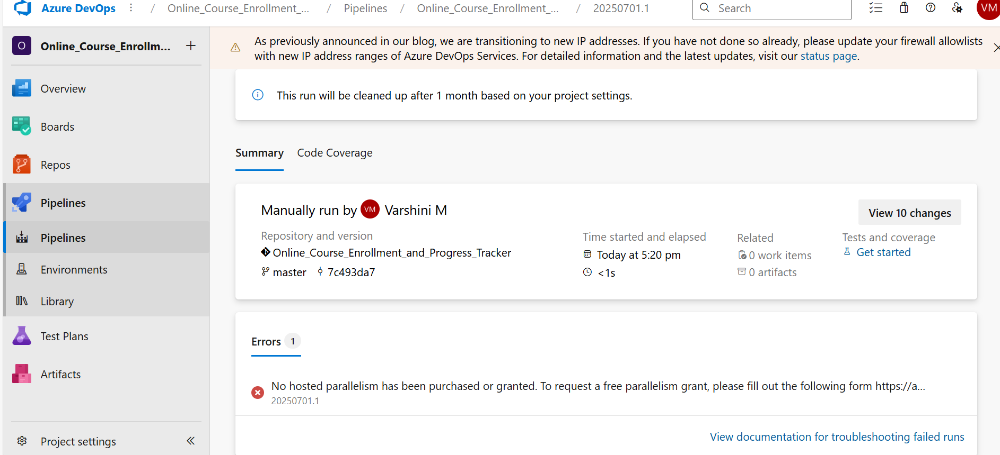 Azure DevOps / Online_Course_Enrollment_... / Pipelines / Online_Course_Enrollment_... / 20250701.1 Search VM
O Online_Course_Enrollm... +
As previously announced in our blog, we are transitioning to new IP addresses. If you have not done so already, please update your firewall allowlists
with new IP address ranges of Azure DevOps Services. For detailed information and the latest updates, visit our status page.
Overview
Boards
Repos
Pipelines
Pipelines
Environments
Library
Test Plans
Artifacts
Project settings
This run will be cleaned up after 1 month based on your project settings.
Summary Code Coverage
Manually run by VM Varshini M
View 10 changes
Repository and version
Online_Course_Enrollment_and_Progress_Tracker
master 7c493da7
Time started and elapsed
Today at 5:20 pm
<1s
Related
0 work items
0 artifacts
Tests and coverage
Get started
Errors 1
No hosted parallelism has been purchased or granted. To request a free parallelism grant, please fill out the following form https://a...
20250701.1
View documentation for troubleshooting failed runs